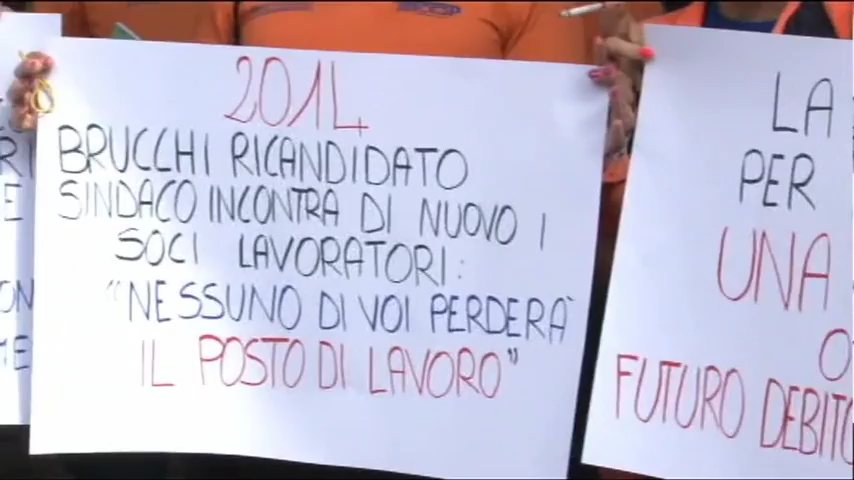 2014
BRUCCHI RICANDIDATO
SINDACO INCONTRA DI NUOVO I
SOCI LAVORATORI:
"NESSUNO DI VOI PERDERÀ
IL POSTO DI LAVORO"
LA
PER
UNA
FUTURO